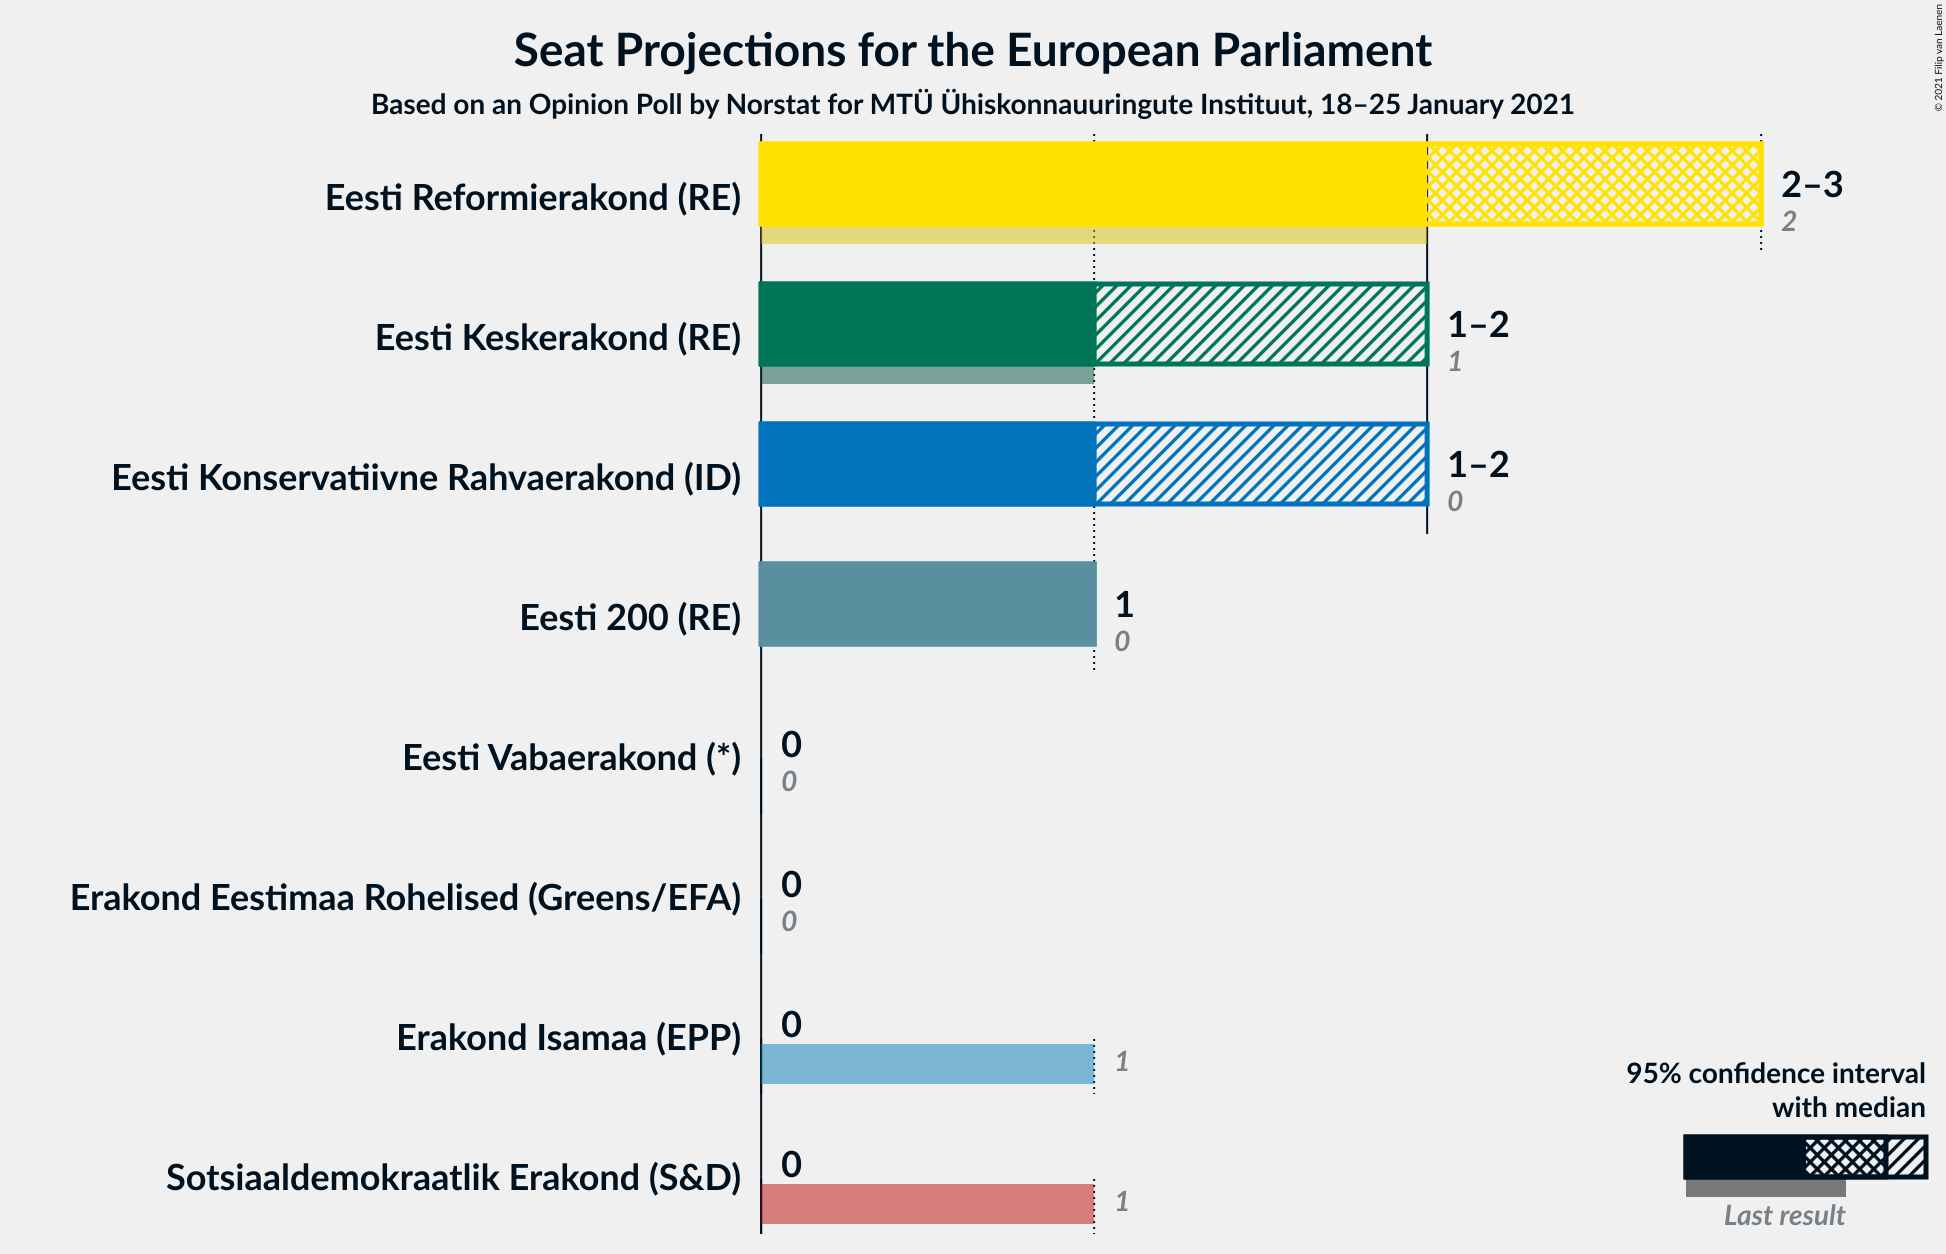 Seat Projections for the European Parliament
Based on an Opinion Poll by Norstat for MTÜ Ühiskonnauuringute Instituut, 18–25 January 2021
© 2021 Filip van Laenen
Eesti Reformierakond (RE)
2–3
2
Eesti Keskerakond (RE)
1–2
1
Eesti Konservatiivne Rahvaerakond (ID)
1–2
0
Eesti 200 (RE)
1
0
Eesti Vabaerakond (*)
0
0
Erakond Eestimaa Rohelised (Greens/EFA)
0
0
Erakond Isamaa (EPP)
0
1
Sotsiaaldemokraatlik Erakond (S&D)
0
1
95% confidence interval
with median
Last result